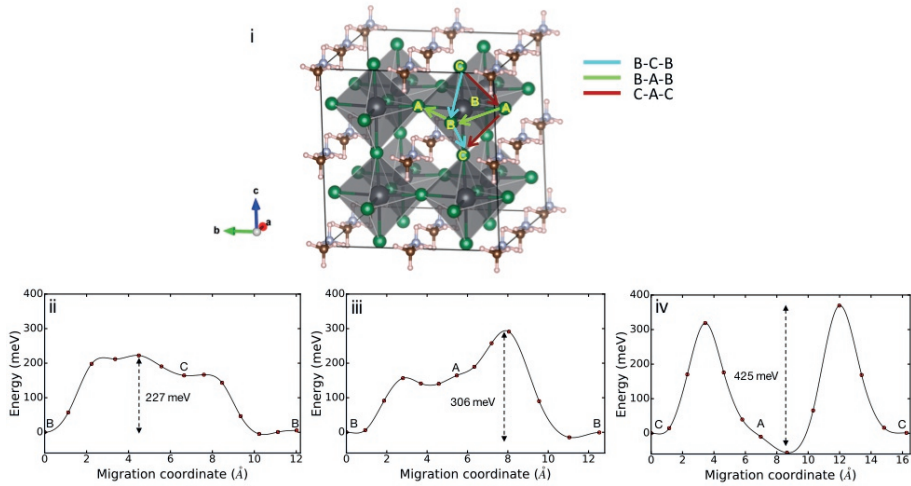 i
B-C-B
B-A-B
C-A-C
C
A
B
A
B
C
c
b
a
ii
400
300
200
100
0
Energy (meV)
B
C
B
227 meV
0 2 4 6 8 10 12
Migration coordinate (Å)
iii
400
300
200
100
0
Energy (meV)
B
A
B
306 meV
0 2 4 6 8 10 12
Migration coordinate (Å)
iv
400
300
200
100
0
Energy (meV)
C
A
C
425 meV
0 2 4 6 8 10 12 14 16
Migration coordinate (Å)